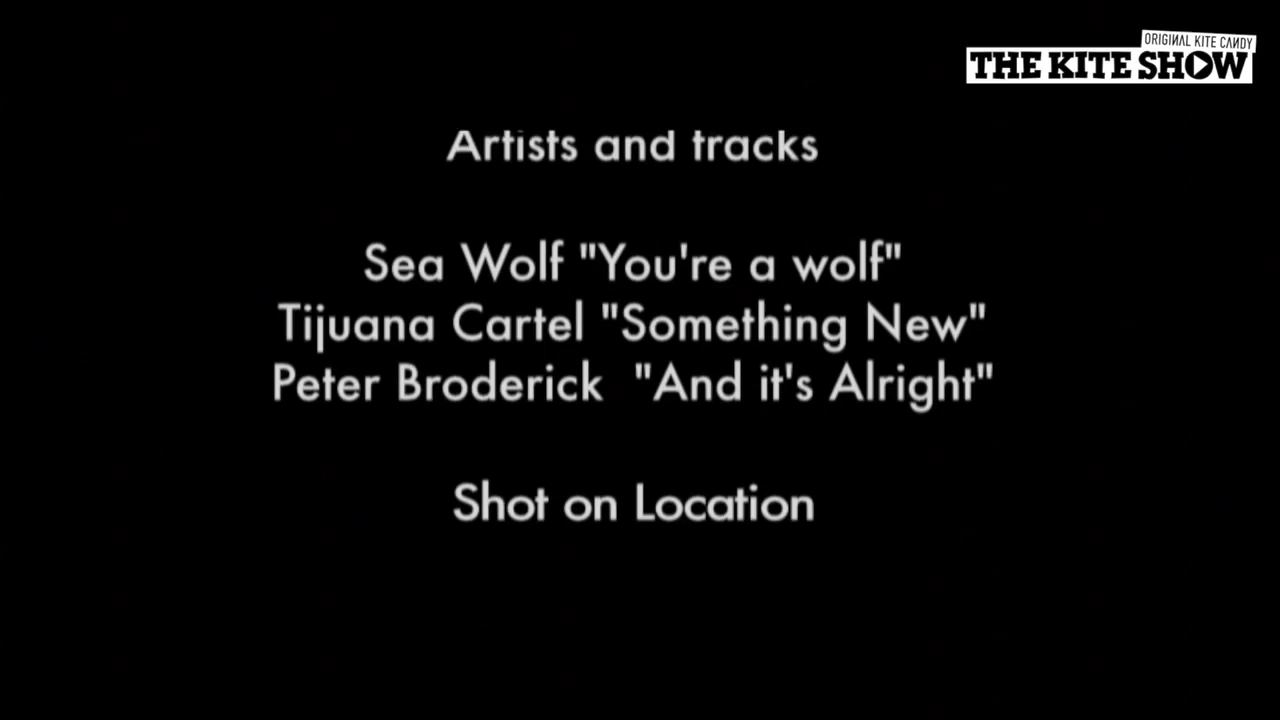 ORIGINAL KITE CANDY
THE KITE SHOW
Artists and tracks
Sea Wolf "You're a wolf"
Tijuana Cartel "Something New"
Peter Broderick  "And it's Alright"
Shot on Location